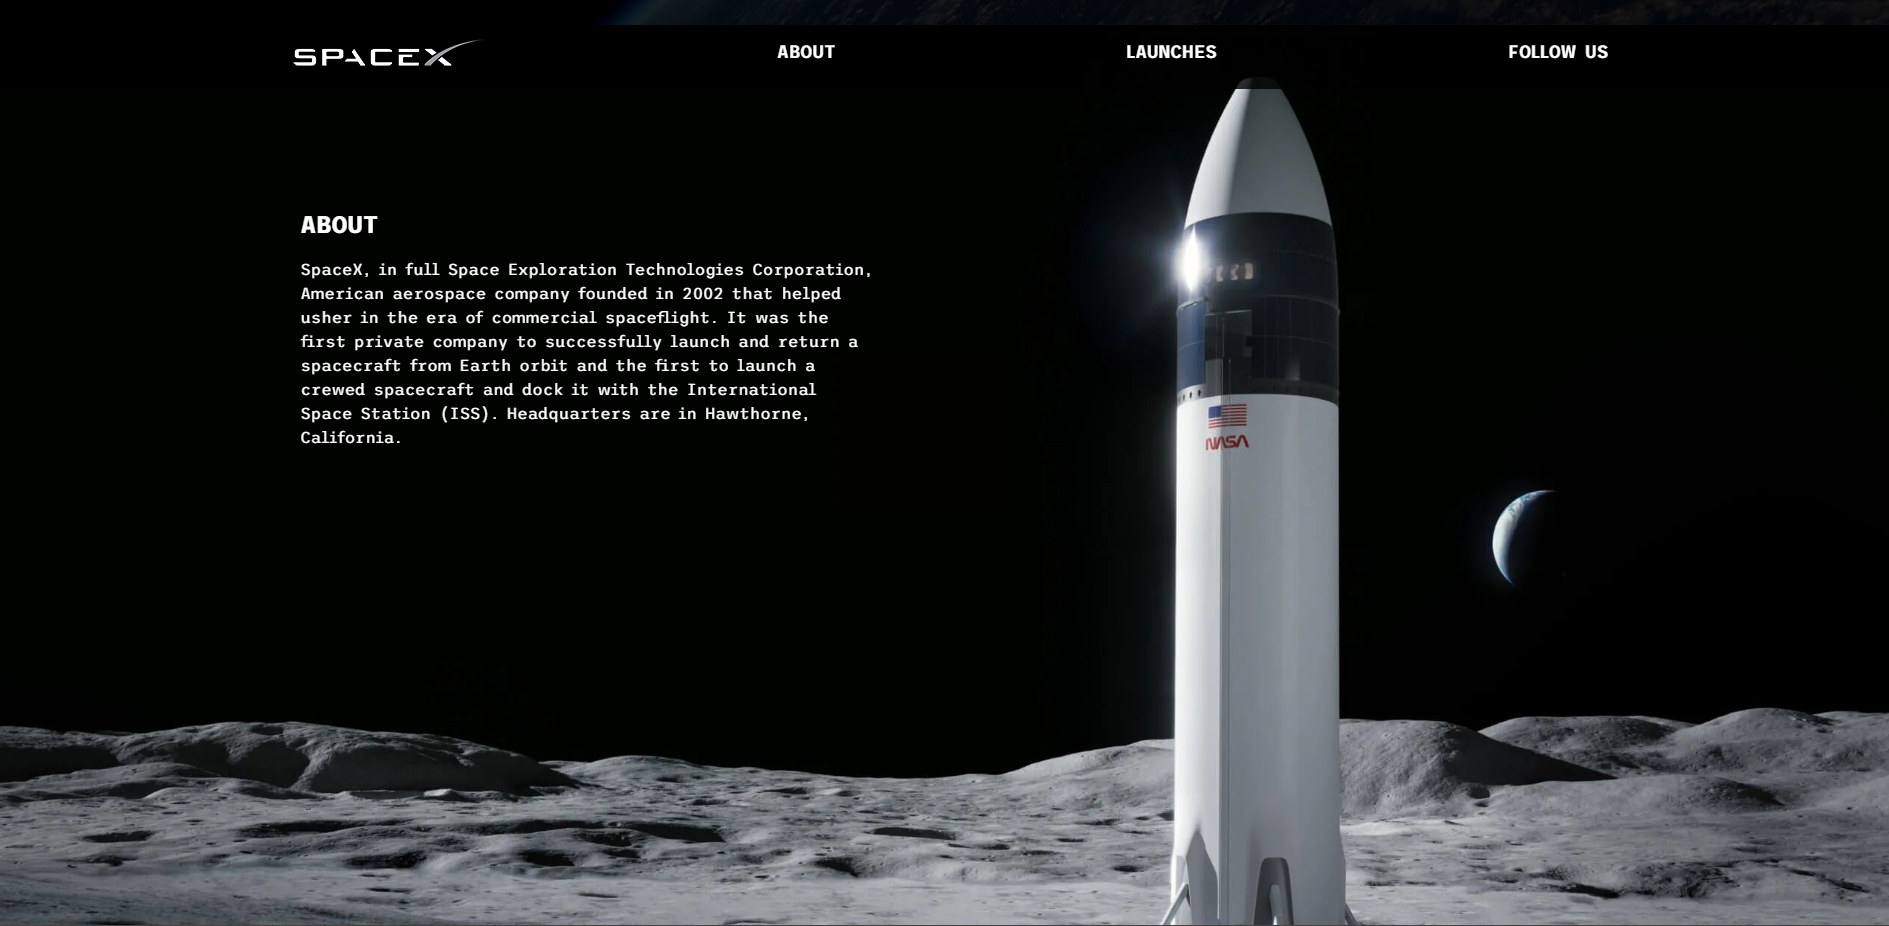 SPACEX
ABOUT
LAUNCHES
FOLLOW US
ABOUT
SpaceX, in full Space Exploration Technologies Corporation,
American aerospace company founded in 2002 that helped
usher in the era of commercial spaceflight. It was the
first private company to successfully launch and return a
spacecraft from Earth orbit and the first to launch a
crewed spacecraft and dock it with the International
Space Station (ISS). Headquarters are in Hawthorne,
California.
NASA